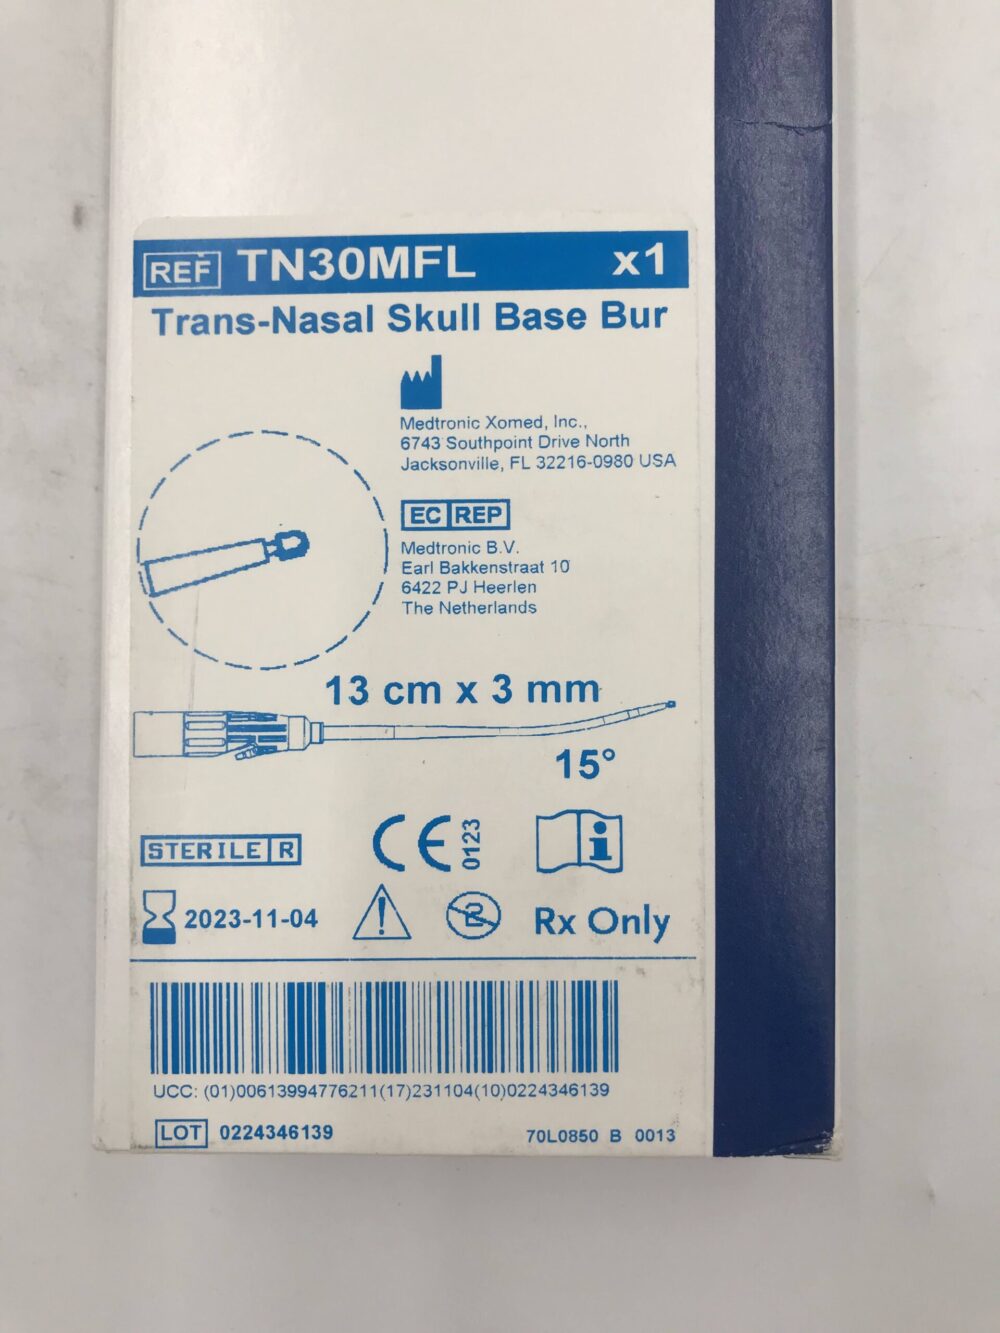 REF TN30MFL x1
Trans-Nasal Skull Base Bur
Medtronic Xomed, Inc.,
6743 Southpoint Drive North
Jacksonville, FL 32216-0980 USA
EC REP
Medtronic B.V.
Earl Bakkenstraat 10
6422 PJ Heerlen
The Netherlands
13 cm x 3 mm
15°
STERILE R
CE 0123
i
2023-11-04
2
Rx Only
UCC: (01)00613994776211(17)231104(10)0224346139
LOT 0224346139
70L0850 B 0013